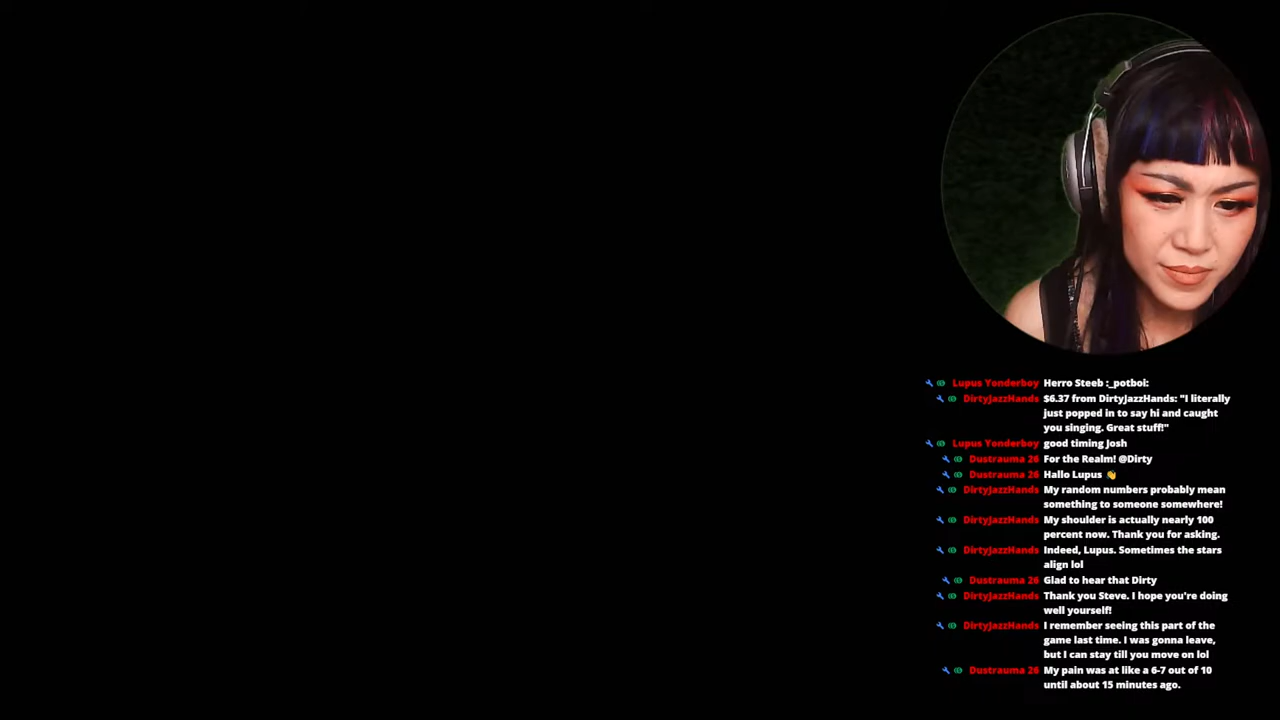 Lupus Yonderboy Herro Steeb :_potboi:
DirtyJazzHands $6.37 from DirtyJazzHands: "I literally
just popped in to say hi and caught
you singing. Great stuff!"
Lupus Yonderboy good timing Josh
Dustrauma 26 For the Realm! @Dirty
Dustrauma 26 Hallo Lupus 👋
DirtyJazzHands My random numbers probably mean
something to someone somewhere!
DirtyJazzHands My shoulder is actually nearly 100
percent now. Thank you for asking.
DirtyJazzHands Indeed, Lupus. Sometimes the stars
align lol
Dustrauma 26 Glad to hear that Dirty
DirtyJazzHands Thank you Steve. I hope you're doing
well yourself!
DirtyJazzHands I remember seeing this part of the
game last time. I was gonna leave,
but I can stay till you move on lol
Dustrauma 26 My pain was at like a 6-7 out of 10
until about 15 minutes ago.